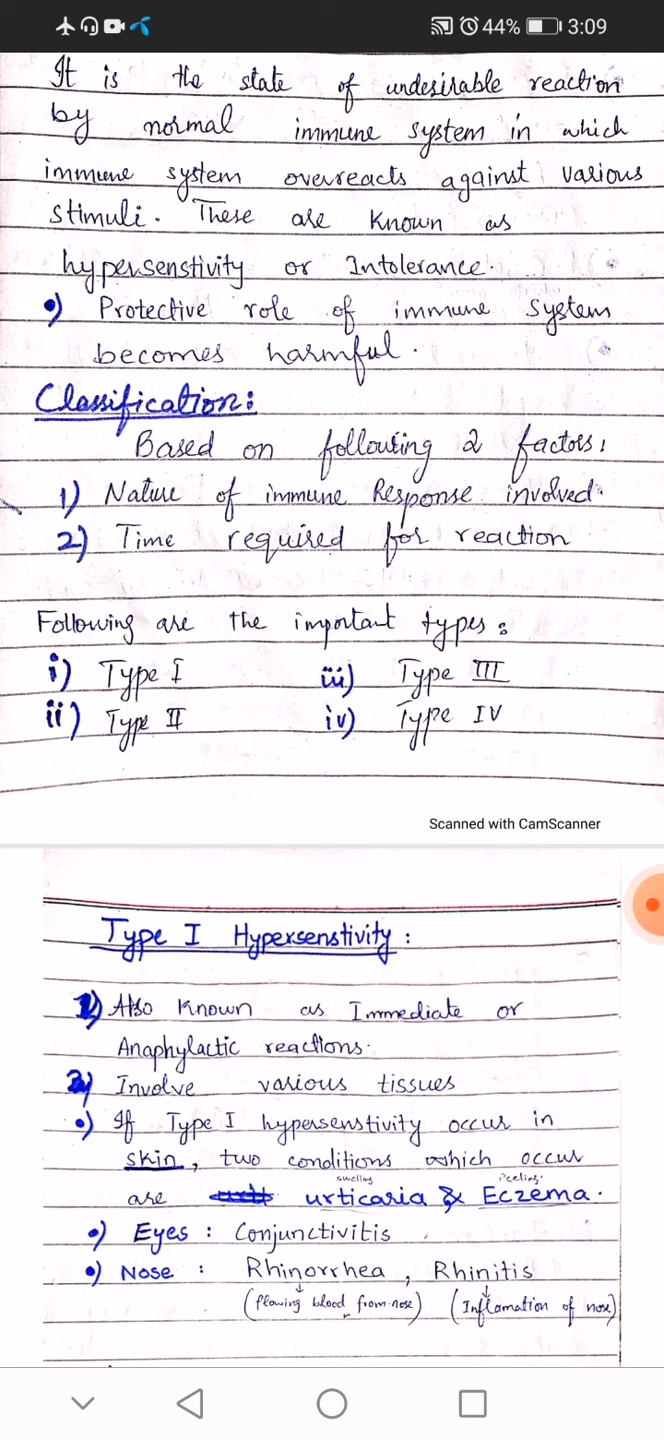 44% 3:09
It is the state of undesirable reaction
by normal immune system in which
immune system overreacts against various
stimuli. These are known as
hypersenstivity or Intolerance.
•) Protective role of immune system
becomes harmful.
Classification:
Based on following 2 factors:
1) Nature of immune Response involved.
2) Time required for reaction
Following are the important types:
i) Type I iii) Type III
ii) Type II iv) Type IV
Scanned with CamScanner
Type I Hypersenstivity:
1) Also known as Immediate or
Anaphylactic reactions.
2) Involve various tissues
•) If Type I hypersenstivity occur in
skin, two conditions which occur
swelling Peeling.
are urticaria & Eczema.
•) Eyes : Conjunctivitis
•) Nose : Rhinorrhea, Rhinitis
(flowing blood from nose) (Inflamation of nose)